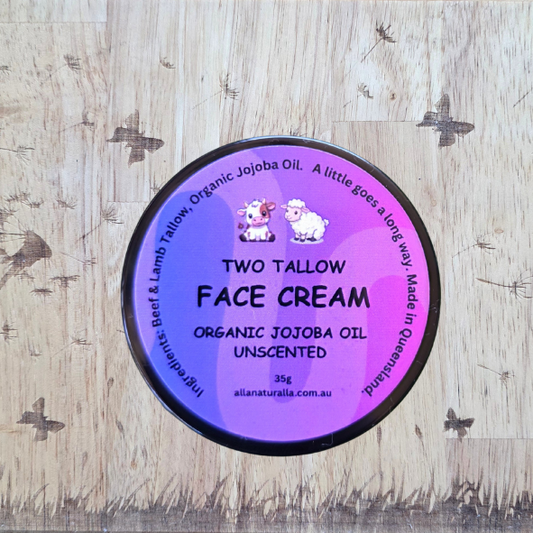 Ingredients: Beef & Lamb Tallow, Organic Jojoba Oil. A little goes a long way. Made in Queensland.
TWO TALLOW
FACE CREAM
ORGANIC JOJOBA OIL
UNSCENTED
35g
allanaturalla.com.au